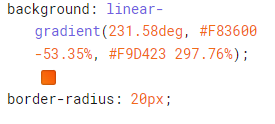 background: linear-
gradient(231.58deg, #F83600
-53.35%, #F9D423 297.76%);
border-radius: 20px;